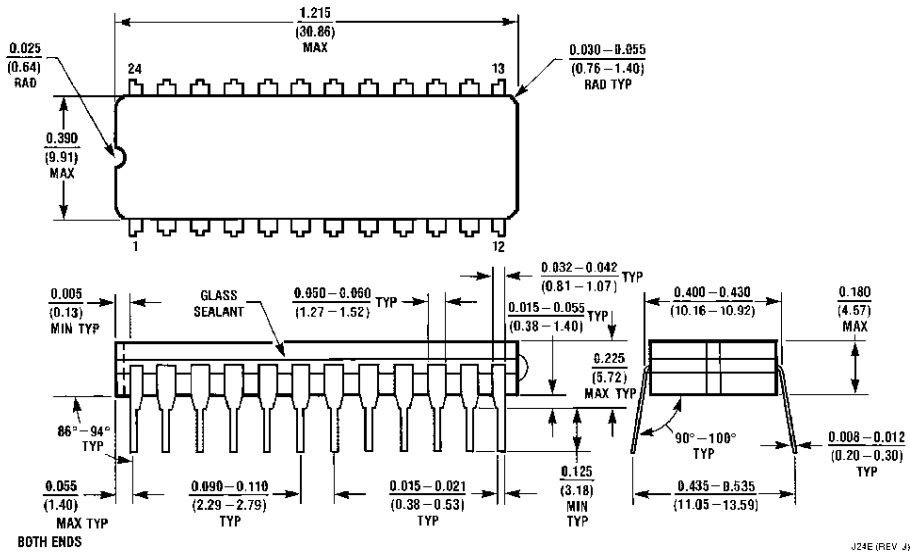 1.215
(30.86)
MAX
0.025
(0.64)
RAD
24
13
0.030–0.055
(0.76–1.40)
RAD TYP
0.390
(9.91)
MAX
1
12
0.005
(0.13)
MIN TYP
GLASS
SEALANT
0.050–0.060
(1.27–1.52)
TYP
0.032–0.042
(0.81–1.07)
TYP
0.015–0.055
(0.38–1.40)
TYP
0.400–0.430
(10.16–10.92)
0.180
(4.57)
MAX
0.225
(5.72)
MAX TYP
86°–94°
TYP
90°–100°
TYP
0.008–0.012
(0.20–0.30)
TYP
0.055
(1.40)
MAX TYP
BOTH ENDS
0.090–0.110
(2.29–2.79)
TYP
0.015–0.021
(0.38–0.53)
TYP
0.125
(3.18)
MIN
TYP
0.435–0.535
(11.05–13.59)
J24E (REV J)